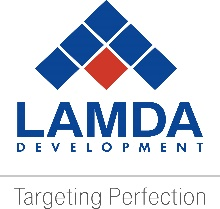 LAMDA
DEVELOPMENT
Targeting Perfection